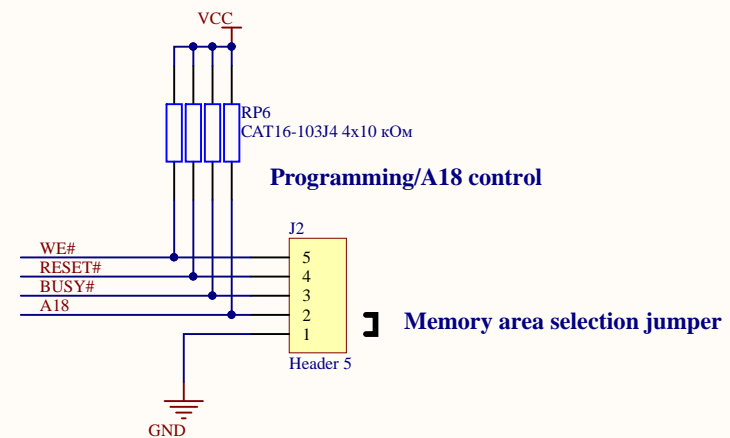 VCC
RP6
CAT16-103J4 4x10 кОм
Programming/A18 control
J2
WE#
5
RESET#
4
BUSY#
3
A18
2
Memory area selection jumper
1
Header 5
GND